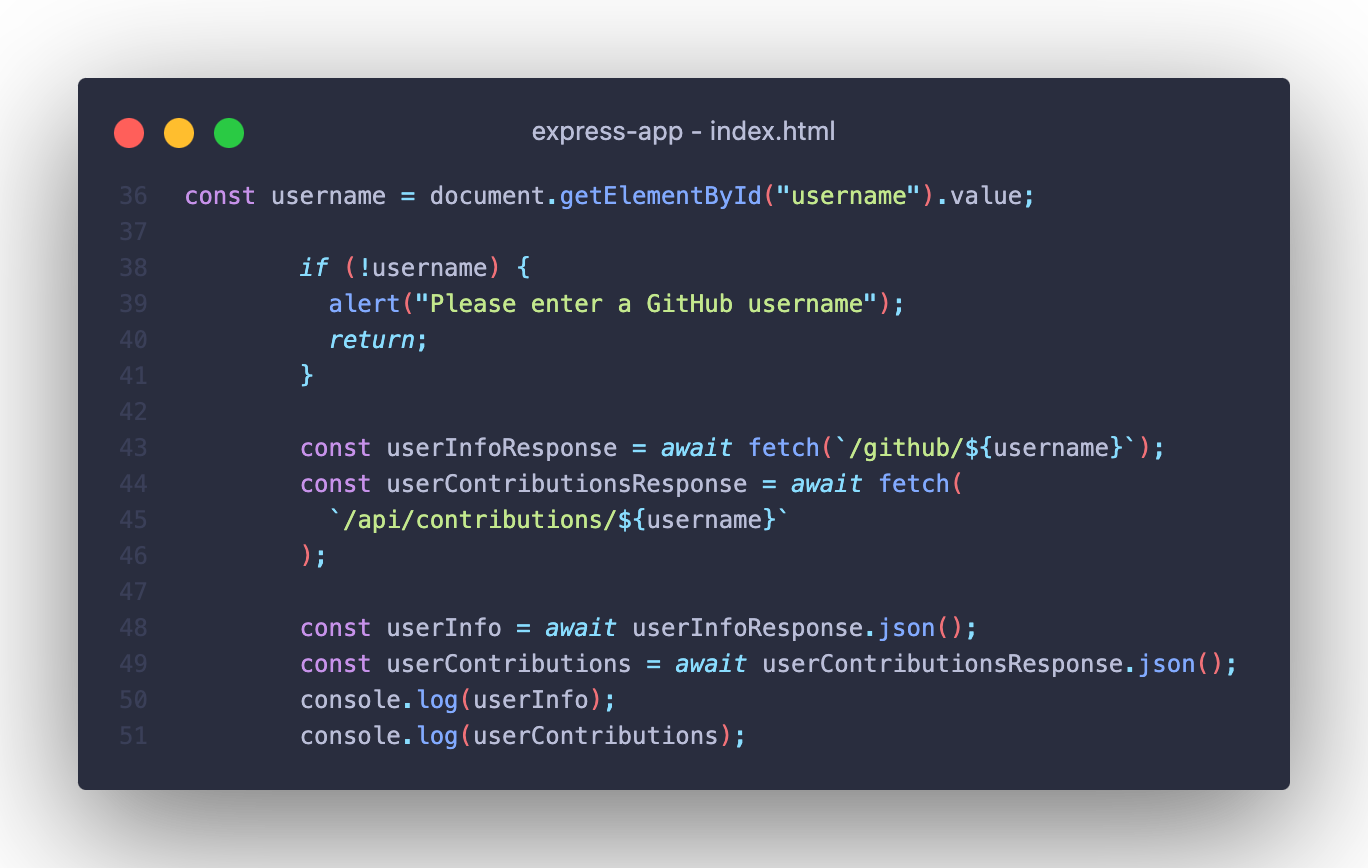 express-app - index.html
36 const username = document.getElementById("username").value;
37
38 if (!username) {
39 alert("Please enter a GitHub username");
40 return;
41 }
42
43 const userInfoResponse = await fetch(`/github/${username}`);
44 const userContributionsResponse = await fetch(
45 `/api/contributions/${username}`
46 );
47
48 const userInfo = await userInfoResponse.json();
49 const userContributions = await userContributionsResponse.json();
50 console.log(userInfo);
51 console.log(userContributions);